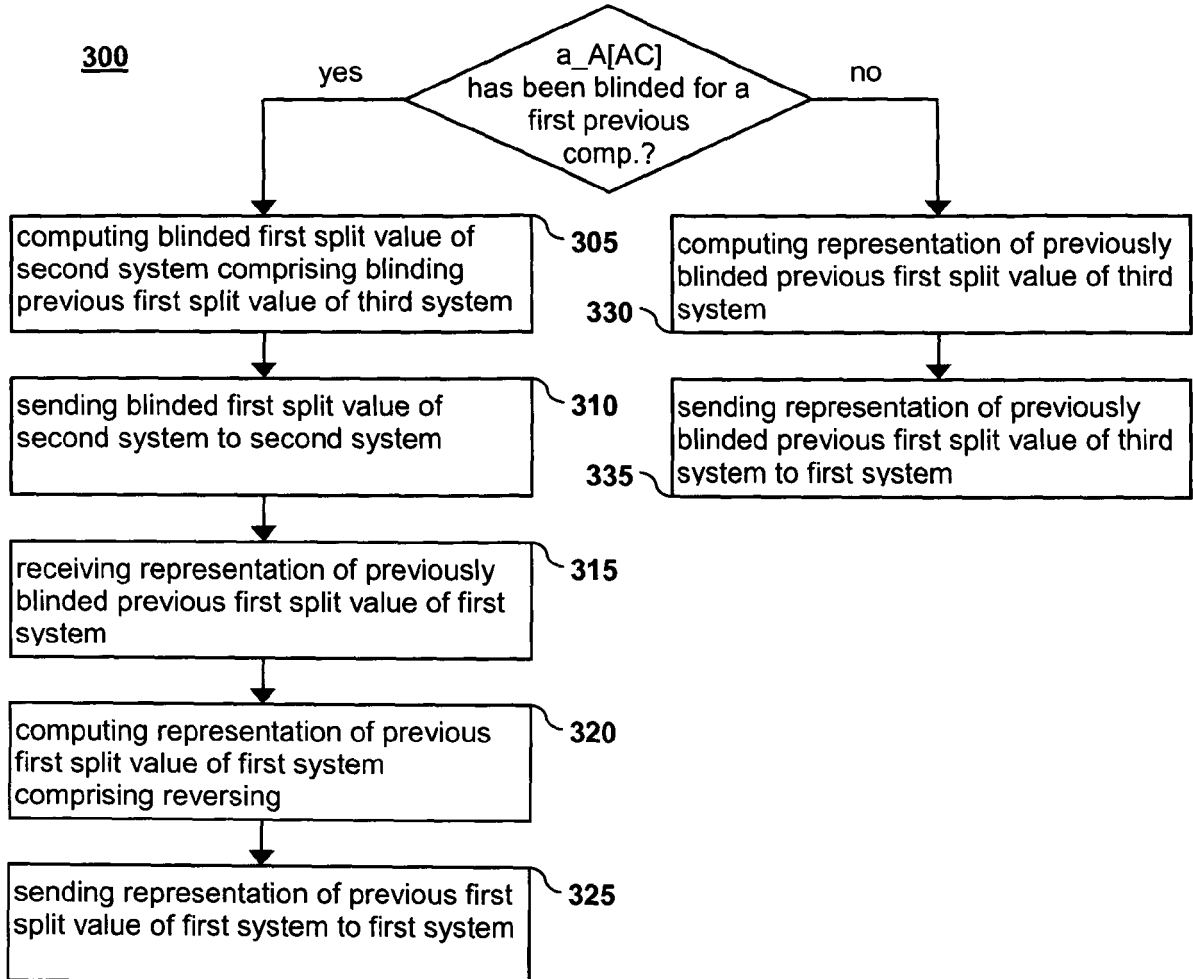 300
a_A[AC]
has been blinded for a
first previous
comp.?
yes
no
computing blinded first split value of
second system comprising blinding
previous first split value of third system
305
sending blinded first split value of
second system to second system
310
receiving representation of previously
blinded previous first split value of first
system
315
computing representation of previous
first split value of first system
comprising reversing
320
sending representation of previous first
split value of first system to first system
325
computing representation of previously
blinded previous first split value of third
system
330
sending representation of previously
blinded previous first split value of third
system to first system
335